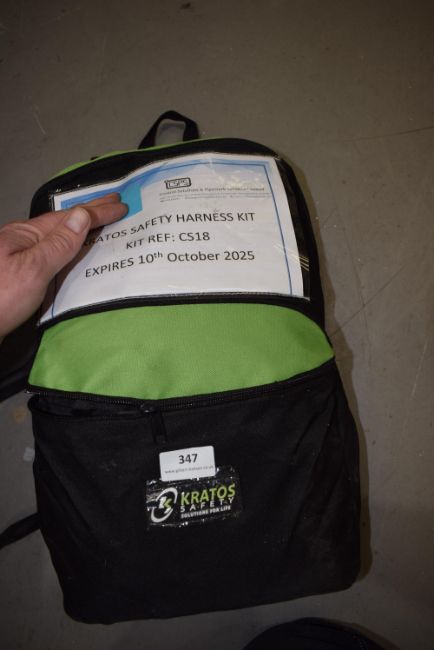 KRATOS SAFETY HARNESS KIT
KIT REF: CS18
EXPIRES 10th October 2025
347
KRATOS
SAFETY
SOLUTIONS FOR LIFE